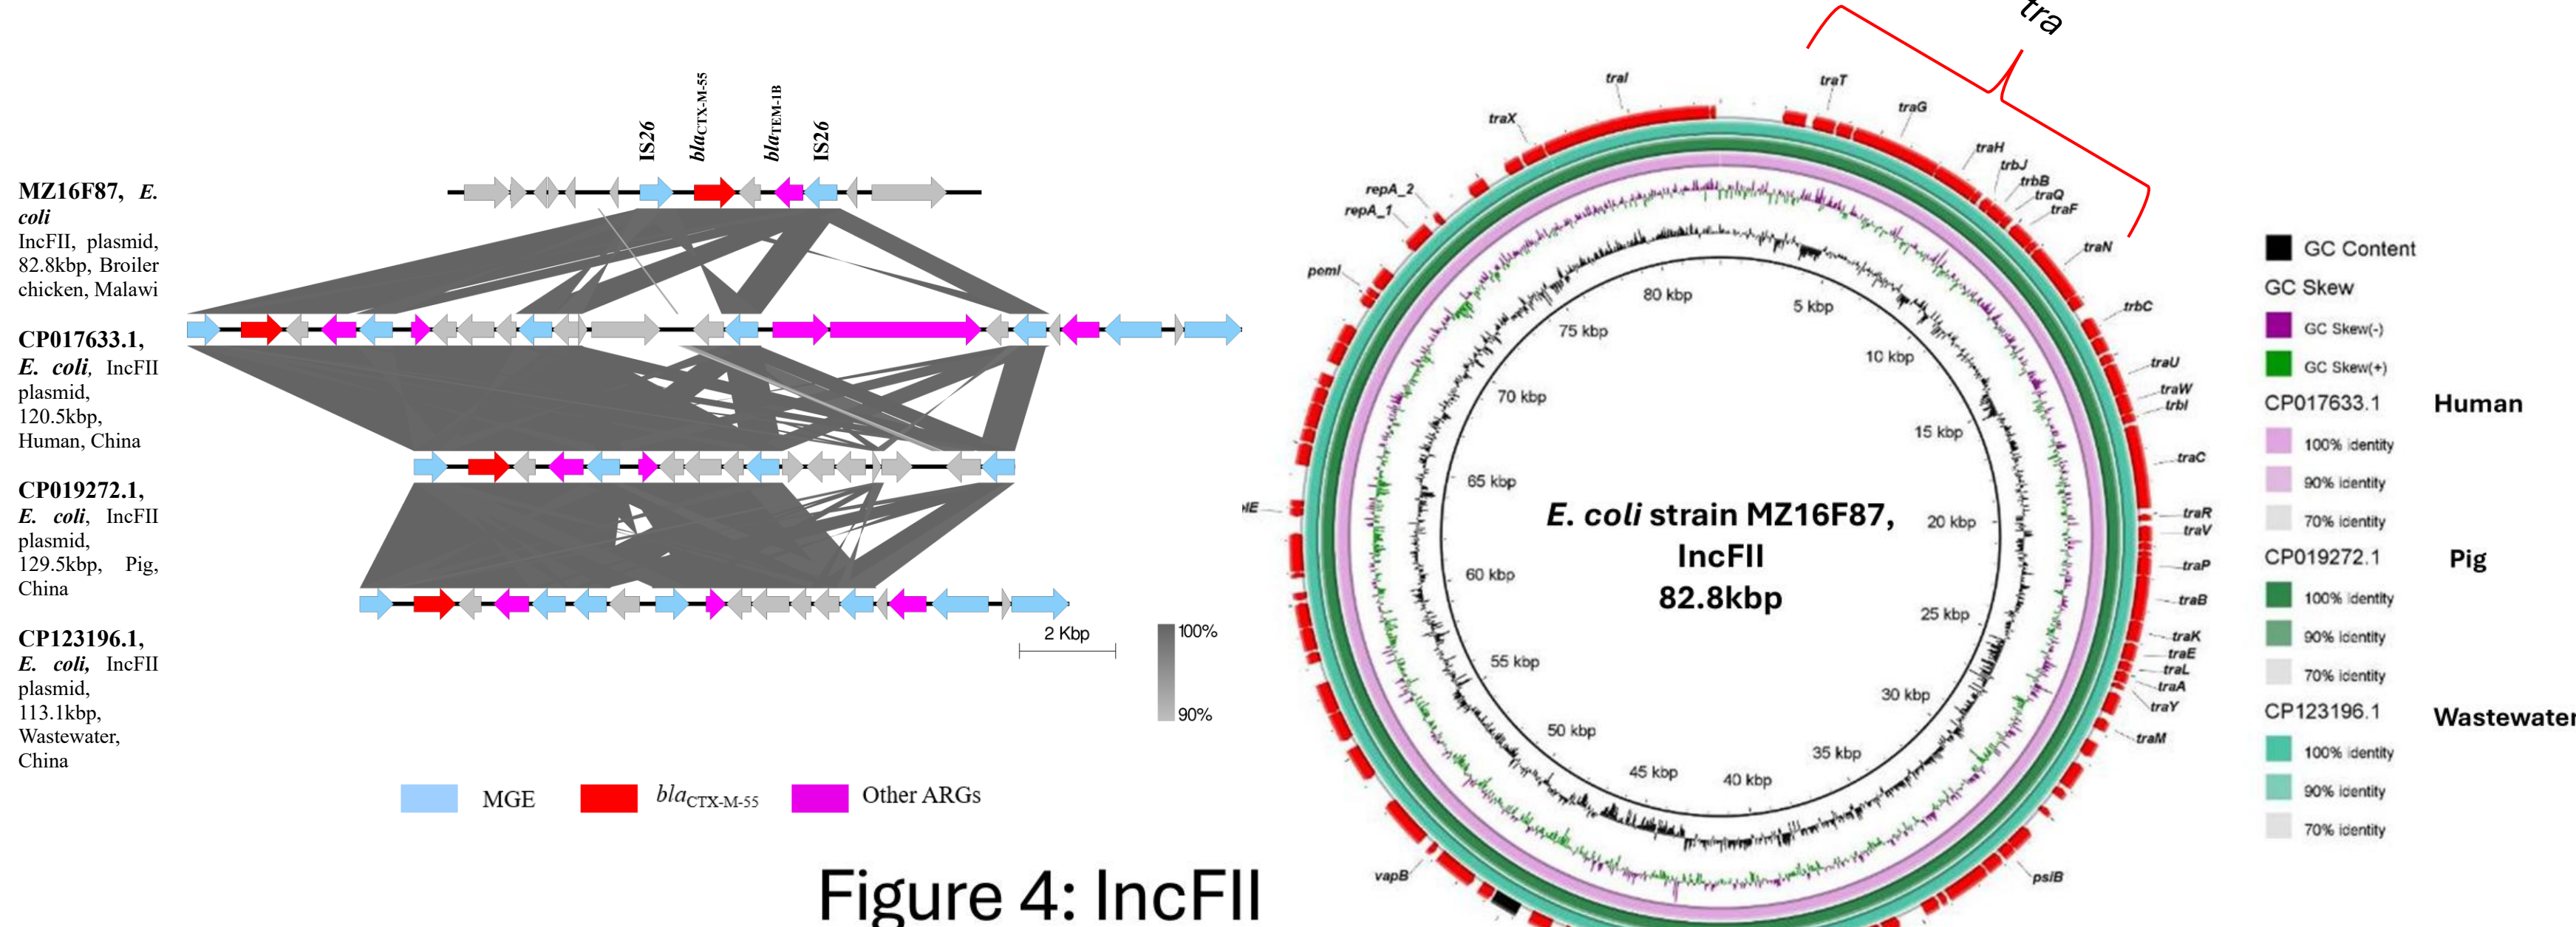 IS26
blaCTX-M-55
blaTEM-1B
IS26
MZ16F87, E.
coli
IncFII, plasmid,
82.8kbp, Broiler
chicken, Malawi
CP017633.1,
E. coli, IncFII
plasmid,
120.5kbp,
Human, China
CP019272.1,
E. coli, IncFII
plasmid,
129.5kbp, Pig,
China
CP123196.1,
E. coli, IncFII
plasmid,
113.1kbp,
Wastewater,
China
2 Kbp
100%
90%
MGE
blaCTX-M-55
Other ARGs
Figure 4: IncFII
tra
traI
traX
repA_2
repA_1
pemI
vapB
traT
traG
traH
trbJ
trbB
traQ
traF
traN
trbC
traU
traW
trbI
traC
traR
traV
traP
traB
traK
traE
traL
traA
traY
traM
psiB
80 kbp
5 kbp
75 kbp
10 kbp
70 kbp
15 kbp
65 kbp
20 kbp
60 kbp
25 kbp
55 kbp
30 kbp
50 kbp
35 kbp
45 kbp
40 kbp
E. coli strain MZ16F87,
IncFII
82.8kbp
GC Content
GC Skew
GC Skew(-)
GC Skew(+)
CP017633.1 Human
100% identity
90% identity
70% identity
CP019272.1 Pig
100% identity
90% identity
70% identity
CP123196.1 Wastewater
100% identity
90% identity
70% identity